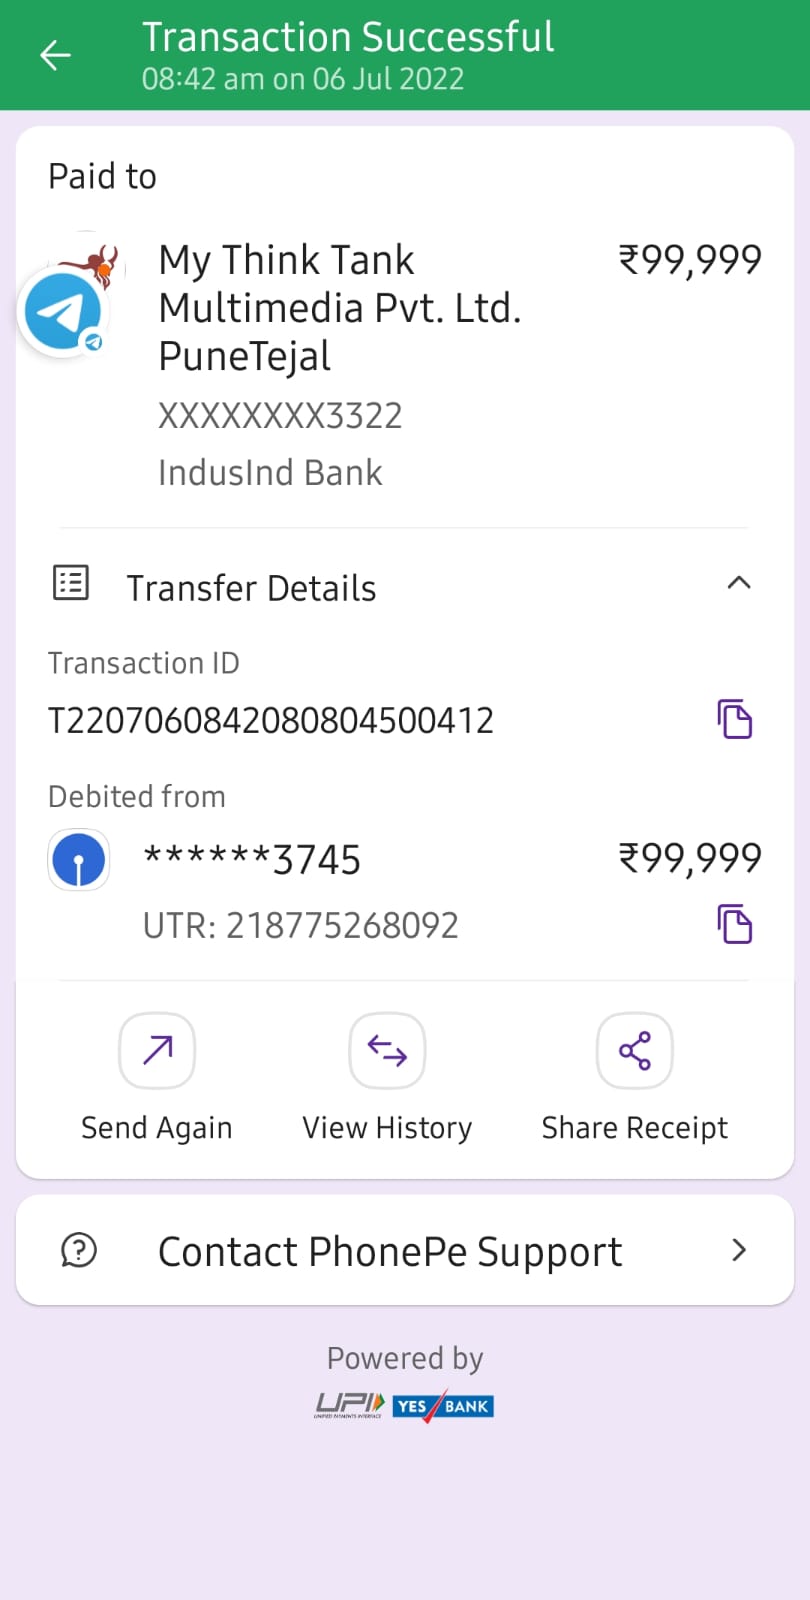 Transaction Successful
08:42 am on 06 Jul 2022
Paid to
My Think Tank
Multimedia Pvt. Ltd.
PuneTejal
₹99,999
XXXXXXXX3322
IndusInd Bank
Transfer Details
Transaction ID
T2207060842080804500412
Debited from
******3745
₹99,999
UTR: 218775268092
Send Again
View History
Share Receipt
Contact PhonePe Support
Powered by
UPI
UNIFIED PAYMENTS INTERFACE
YES BANK